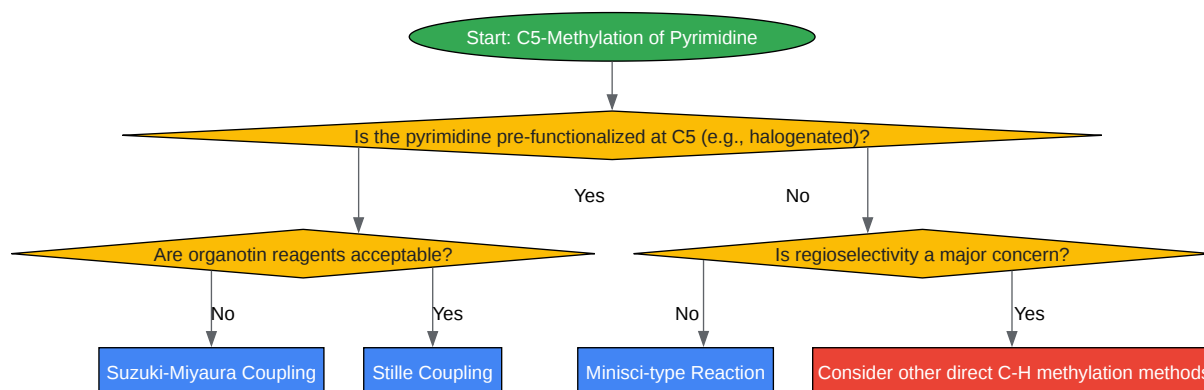 Start: C5-Methylation of Pyrimidine
Is the pyrimidine pre-functionalized at C5 (e.g., halogenated)?
Yes
No
Are organotin reagents acceptable?
Is regioselectivity a major concern?
No
Yes
No
Yes
Suzuki-Miyaura Coupling
Stille Coupling
Minisci-type Reaction
Consider other direct C-H methylation methods